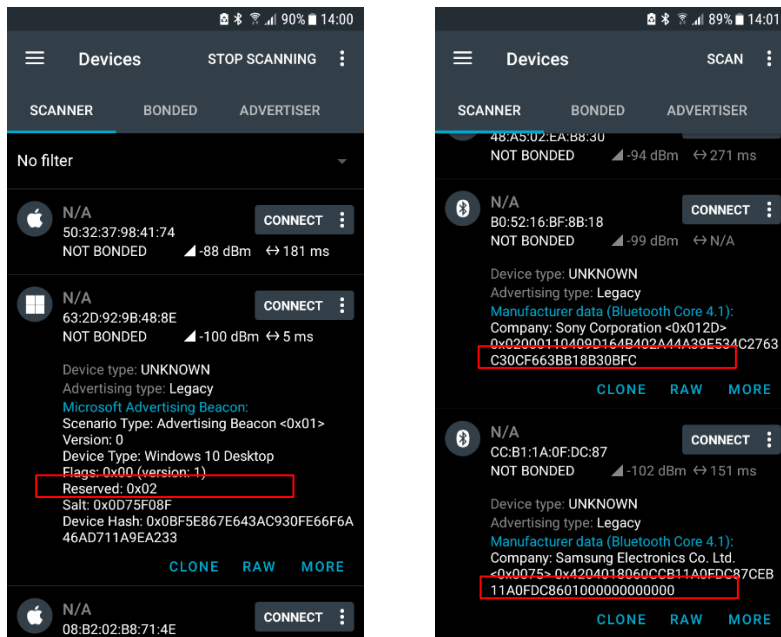 90% 14:00
Devices STOP SCANNING
SCANNER BONDED ADVERTISER
No filter
N/A
50:32:37:98:41:74 CONNECT
NOT BONDED -88 dBm 181 ms
N/A
63:2D:92:9B:48:8E CONNECT
NOT BONDED -100 dBm 5 ms
Device type: UNKNOWN
Advertising type: Legacy
Microsoft Advertising Beacon:
Scenario Type: Advertising Beacon <0x01>
Version: 0
Device Type: Windows 10 Desktop
Flags: 0x00 (version: 1)
Reserved: 0x02
Salt: 0x0D75F08F
Device Hash: 0x0BF5E867E643AC930FE66F6A
46AD711A9EA233
CLONE RAW MORE
N/A
08:B2:02:B8:71:4E CONNECT
89% 14:01
Devices SCAN
SCANNER BONDED ADVERTISER
48:A5:02:EA:B8:30
NOT BONDED -94 dBm 271 ms
N/A
B0:52:16:BF:8B:18 CONNECT
NOT BONDED -99 dBm N/A
Device type: UNKNOWN
Advertising type: Legacy
Manufacturer data (Bluetooth Core 4.1):
Company: Sony Corporation <0x012D>
0x02000110409D164B402A44A39E534C2763
C30CF663BB18B30BFC
CLONE RAW MORE
N/A
CC:B1:1A:0F:DC:87 CONNECT
NOT BONDED -102 dBm 151 ms
Device type: UNKNOWN
Advertising type: Legacy
Manufacturer data (Bluetooth Core 4.1):
Company: Samsung Electronics Co. Ltd.
<0x0075> 0x4204018060CCB11A0FDC87CEB
11A0FDC8601000000000000
CLONE RAW MORE